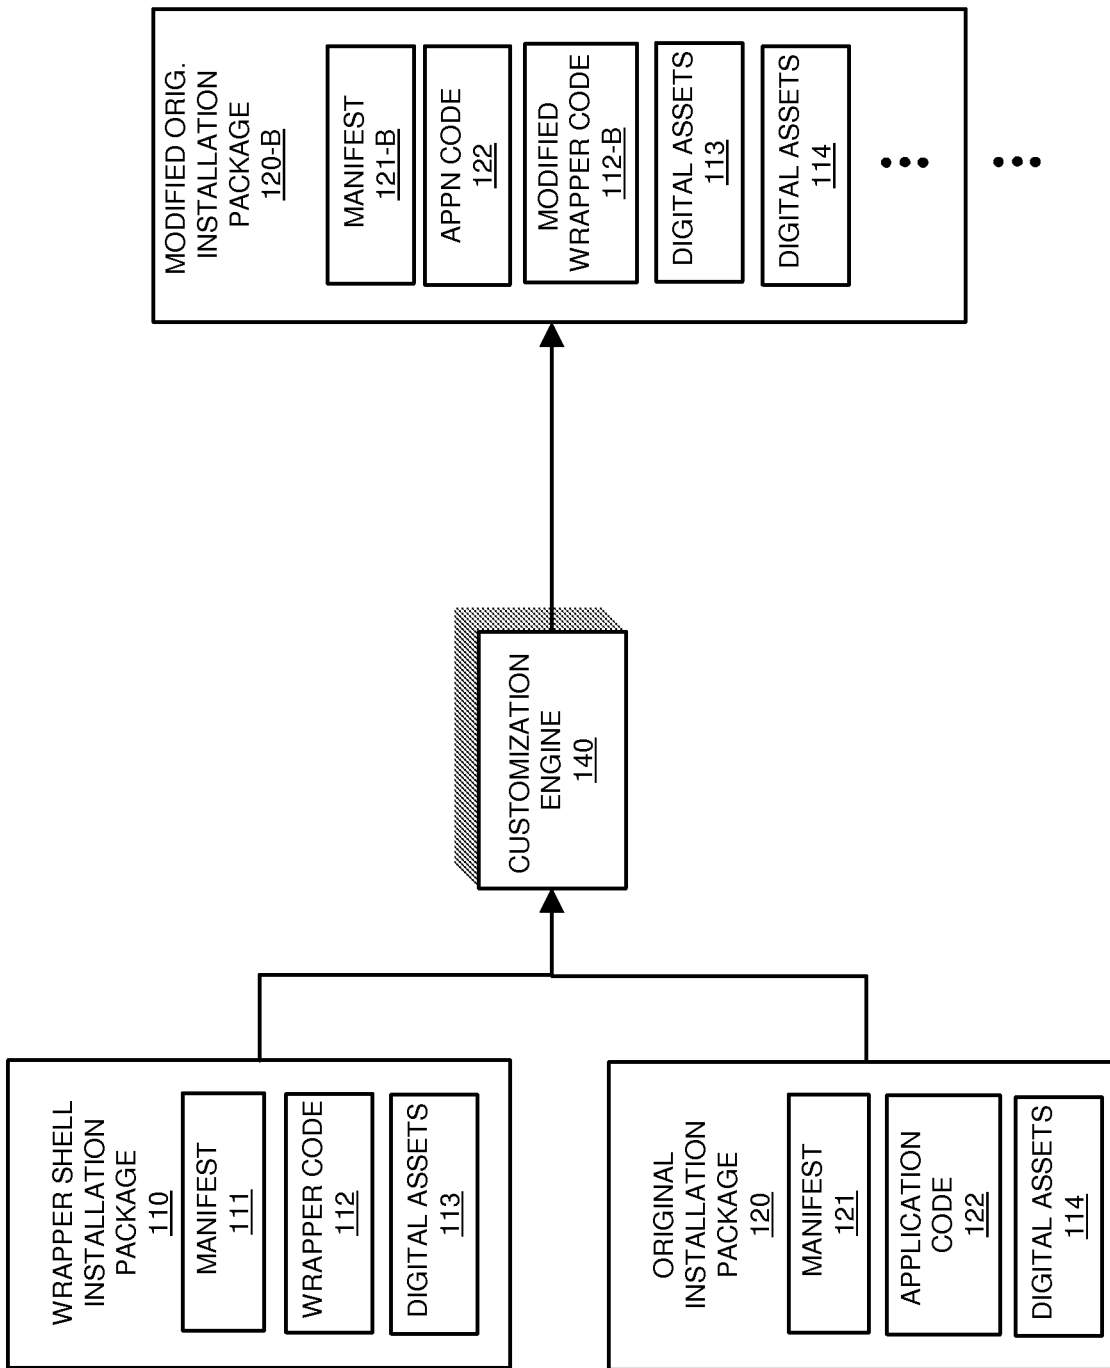 WRAPPER SHELL
INSTALLATION
PACKAGE
110
MANIFEST
111
WRAPPER CODE
112
DIGITAL ASSETS
113
ORIGINAL
INSTALLATION
PACKAGE
120
MANIFEST
121
APPLICATION
CODE
122
DIGITAL ASSETS
114
CUSTOMIZATION
ENGINE
140
MODIFIED ORIG.
INSTALLATION
PACKAGE
120-B
MANIFEST
121-B
APPN CODE
122
MODIFIED
WRAPPER CODE
112-B
DIGITAL ASSETS
113
DIGITAL ASSETS
114